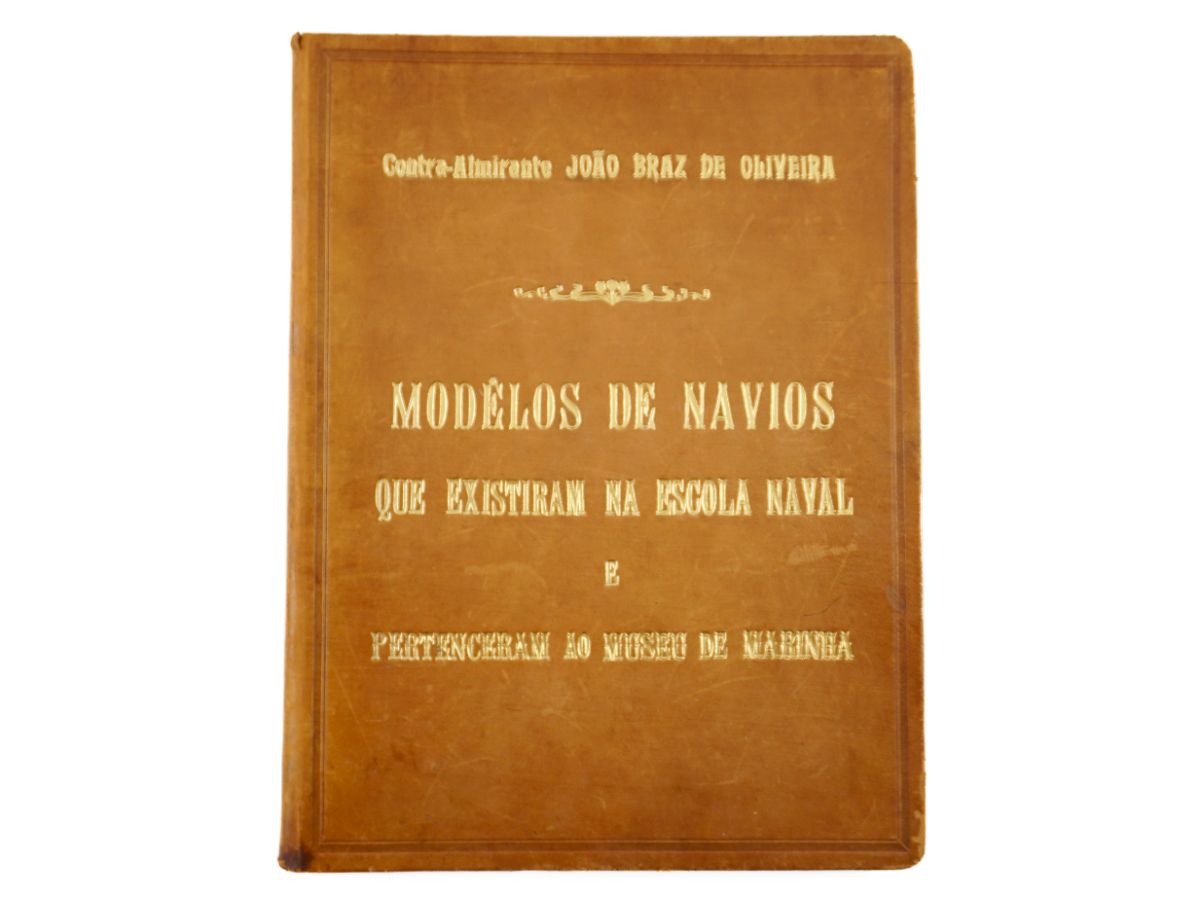 Contra-Almirante JOÃO BRAZ DE OLIVEIRA
MODÊLOS DE NAVIOS
QUE EXISTIRAM NA ESCOLA NAVAL
E
PERTENCERAM AO MUSEU DE MARINHA